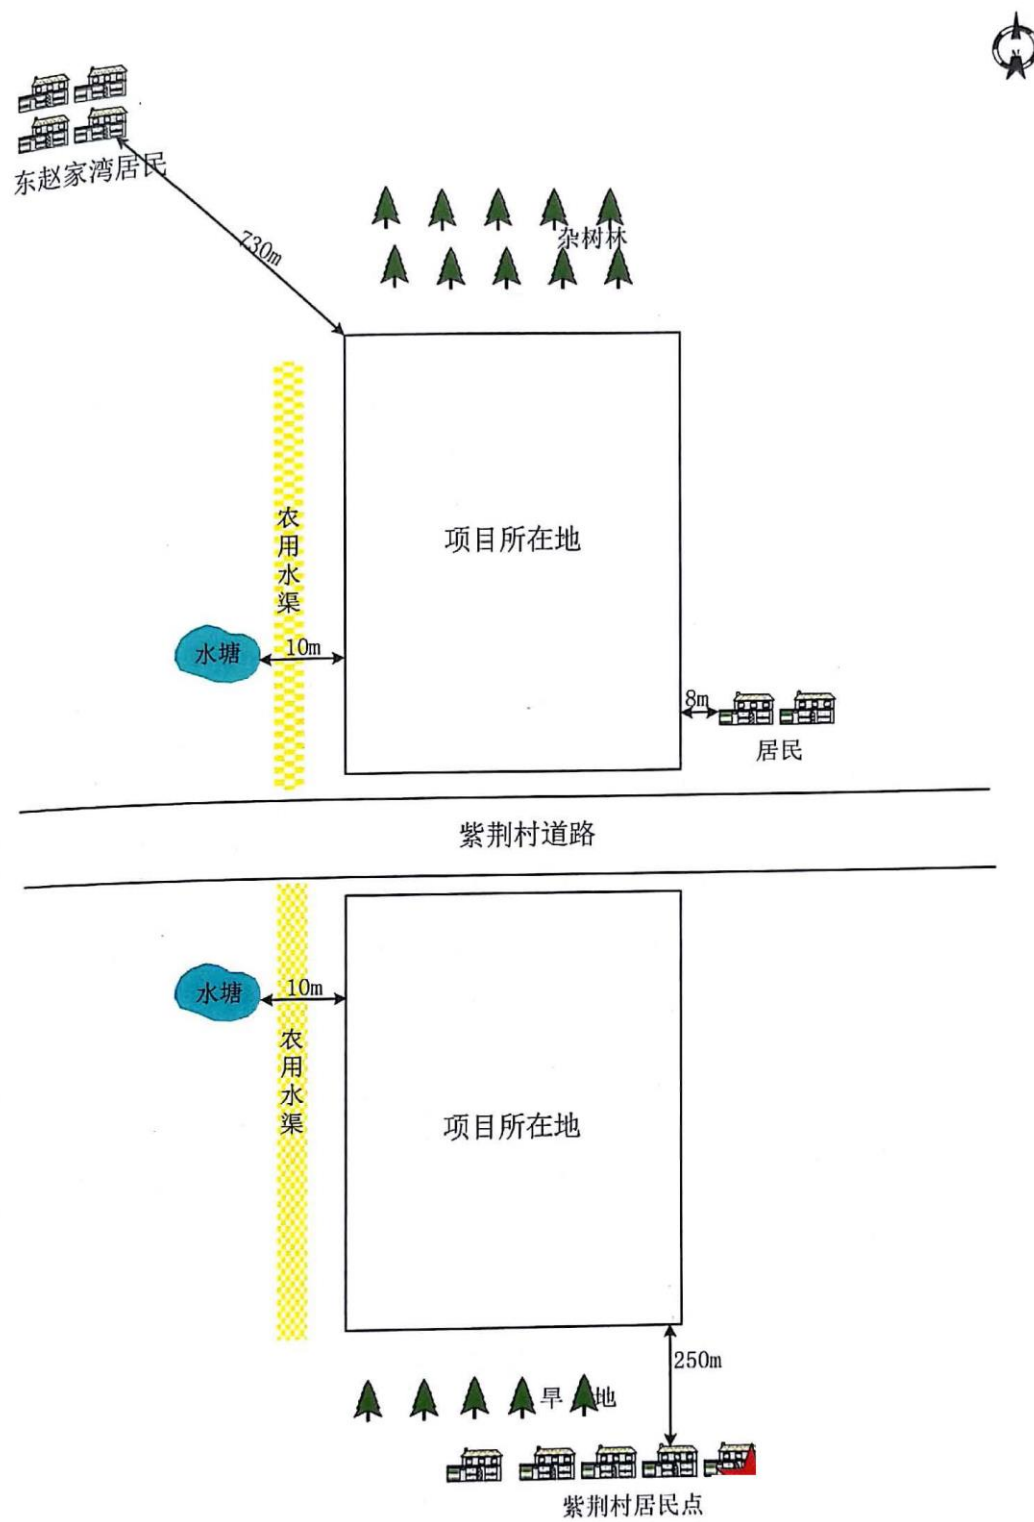 N
东赵家湾居民
730m
杂树林
农用水渠
项目所在地
水塘
10m
8m
居民
紫荆村道路
水塘
10m
农用水渠
项目所在地
250m
旱地
紫荆村居民点